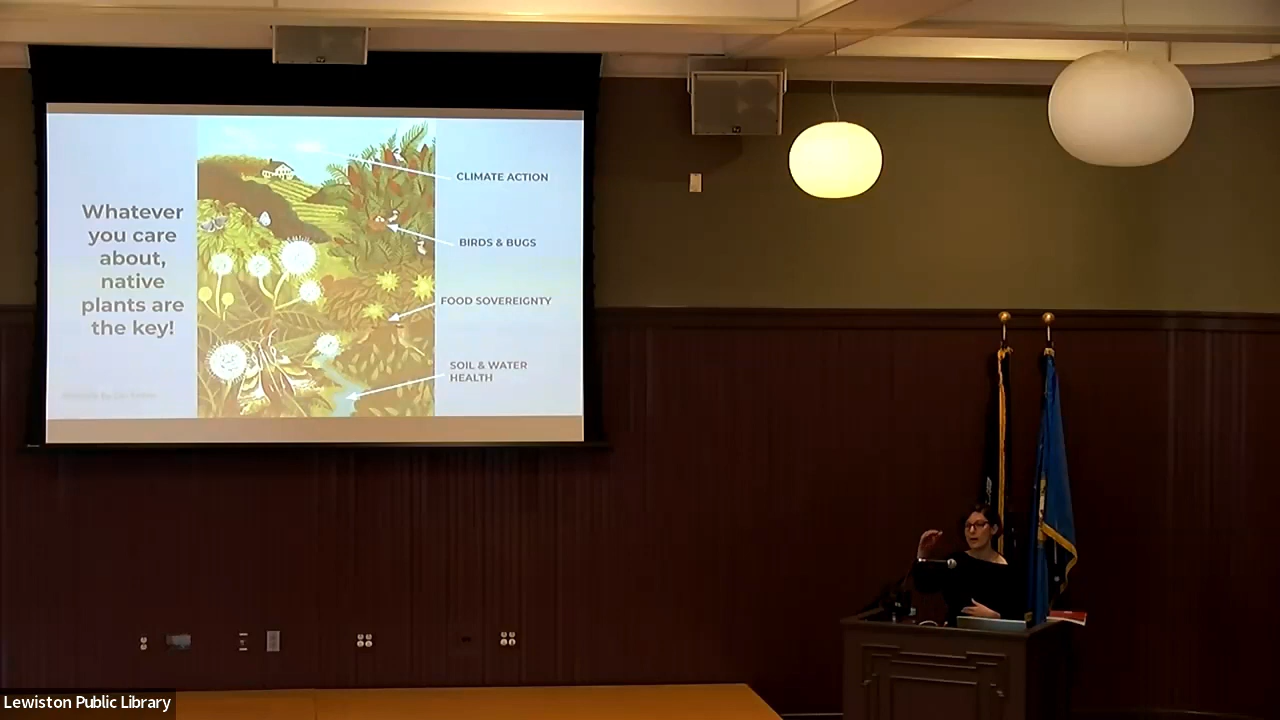 Whatever
you care
about,
native
plants are
the key!
CLIMATE ACTION
BIRDS & BUGS
FOOD SOVEREIGNTY
SOIL & WATER
HEALTH
Lewiston Public Library